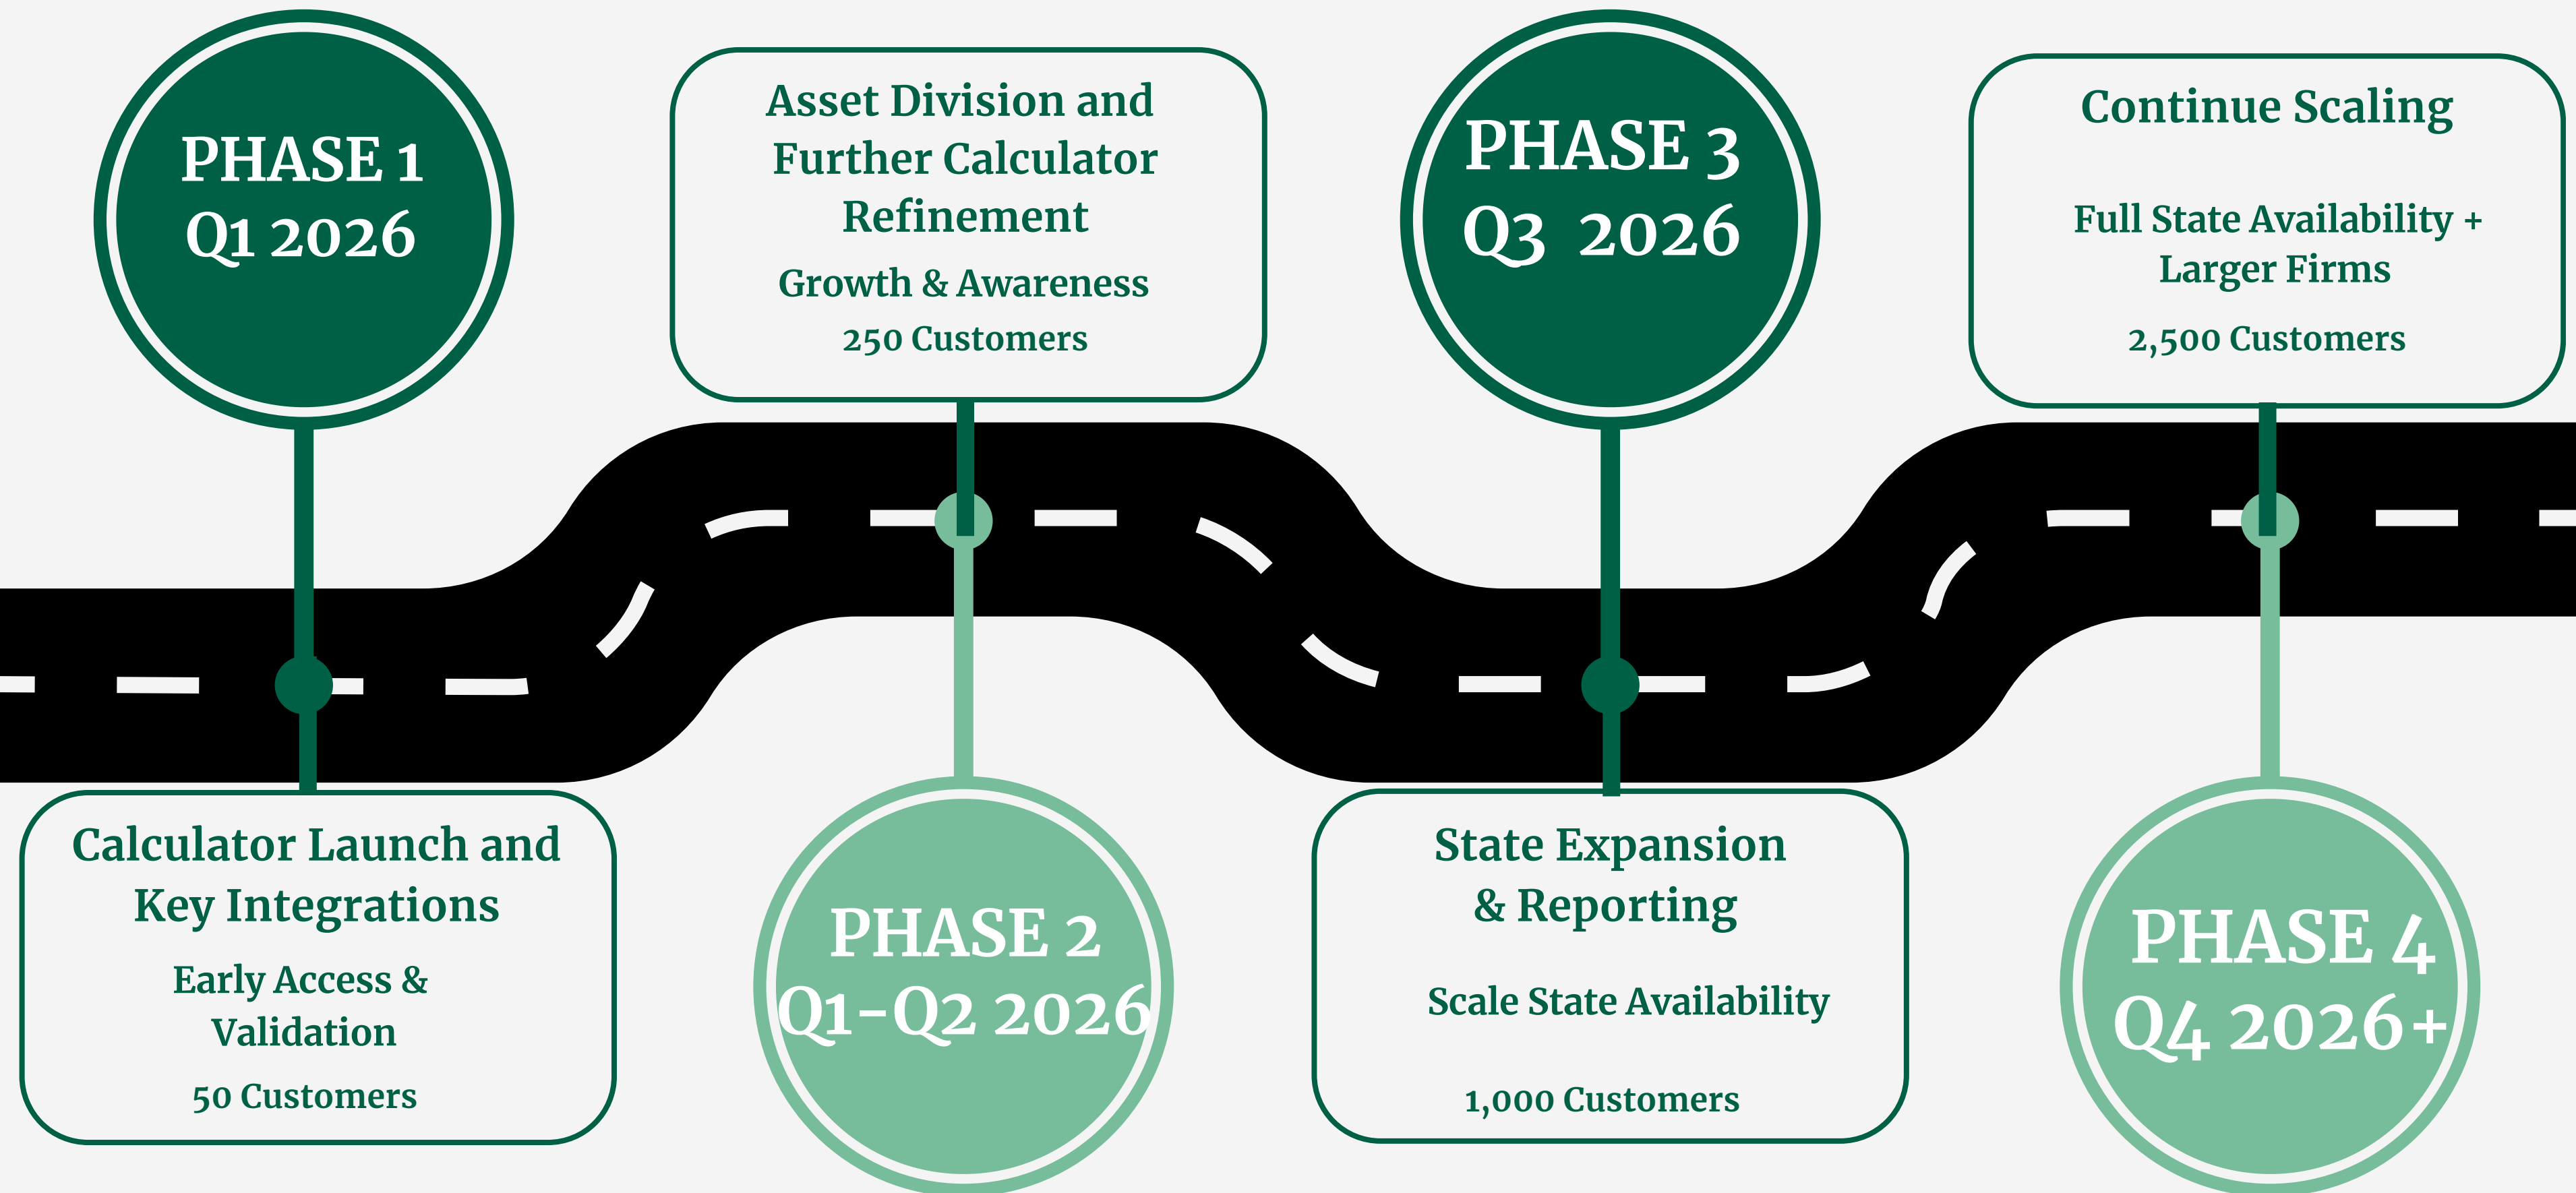 PHASE 1
Q1 2026
Calculator Launch and
Key Integrations
Early Access &
Validation
50 Customers
Asset Division and
Further Calculator
Refinement
Growth & Awareness
250 Customers
PHASE 2
Q1-Q2 2026
PHASE 3
Q3 2026
State Expansion
& Reporting
Scale State Availability
1,000 Customers
Continue Scaling
Full State Availability +
Larger Firms
2,500 Customers
PHASE 4
Q4 2026+